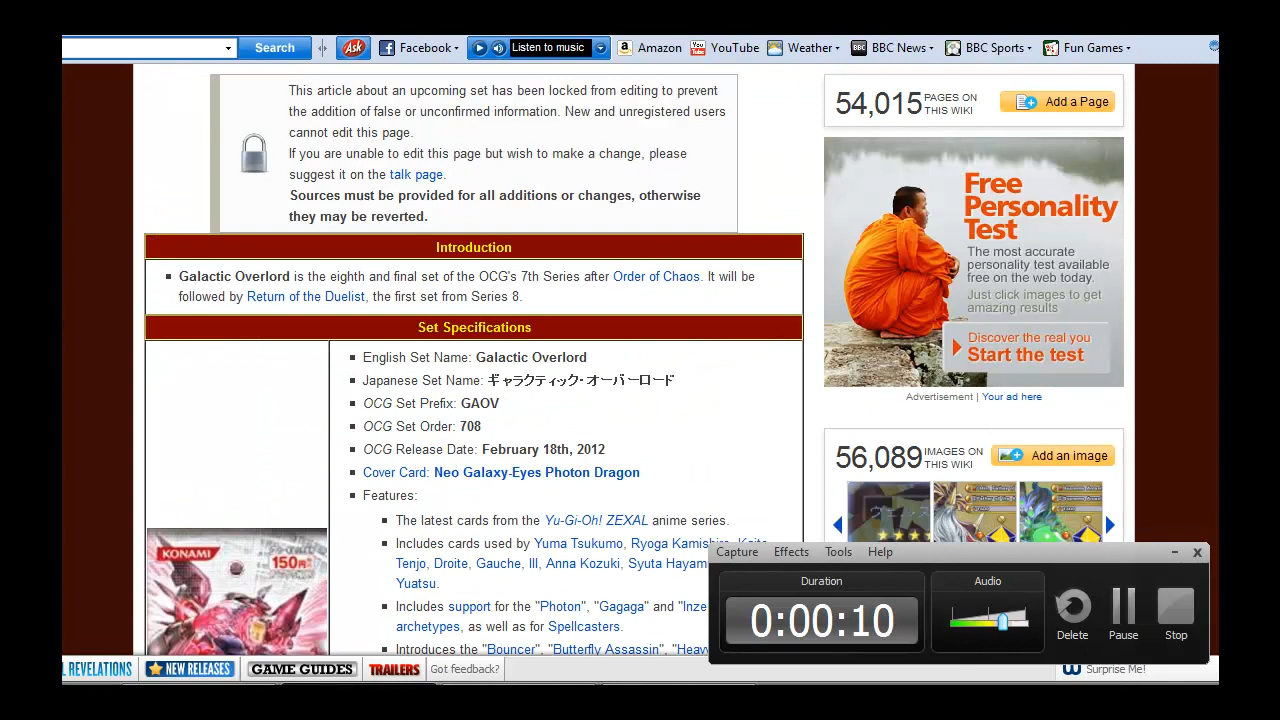 Search
Ask
Facebook
Listen to music
Amazon
YouTube
Weather
BBC News
BBC Sports
Fun Games
This article about an upcoming set has been locked from editing to prevent
the addition of false or unconfirmed information. New and unregistered users
cannot edit this page.
If you are unable to edit this page but wish to make a change, please
suggest it on the talk page.
Sources must be provided for all additions or changes, otherwise
they may be reverted.
Introduction
Galactic Overlord is the eighth and final set of the OCG's 7th Series after Order of Chaos. It will be
followed by Return of the Duelist, the first set from Series 8.
Set Specifications
English Set Name: Galactic Overlord
Japanese Set Name: ギャラクティック・オーバーロード
OCG Set Prefix: GAOV
OCG Set Order: 708
OCG Release Date: February 18th, 2012
Cover Card: Neo Galaxy-Eyes Photon Dragon
Features:
The latest cards from the Yu-Gi-Oh! ZEXAL anime series.
Includes cards used by Yuma Tsukumo, Ryoga Kamishiro, Kaito
Tenjo, Droite, Gauche, III, Anna Kozuki, Syuta Hayam
Yuatsu.
Includes support for the "Photon", "Gagaga" and "Inze
archetypes, as well as for Spellcasters.
Introduces the "Bouncer", "Butterfly Assassin", "Heav
KONAMI
150円
54,015 PAGES ON
THIS WIKI
Add a Page
Free
Personality
Test
The most accurate
personality test available
free on the web today.
Just click images to get
amazing results
Discover the real you
Start the test
Advertisement | Your ad here
56,089 IMAGES ON
THIS WIKI
Add an image
Capture Effects Tools Help
Duration
0:00:10
Audio
Delete
Pause
Stop
L REVELATIONS
NEW RELEASES
GAME GUIDES
TRAILERS
Got feedback?
Surprise Me!